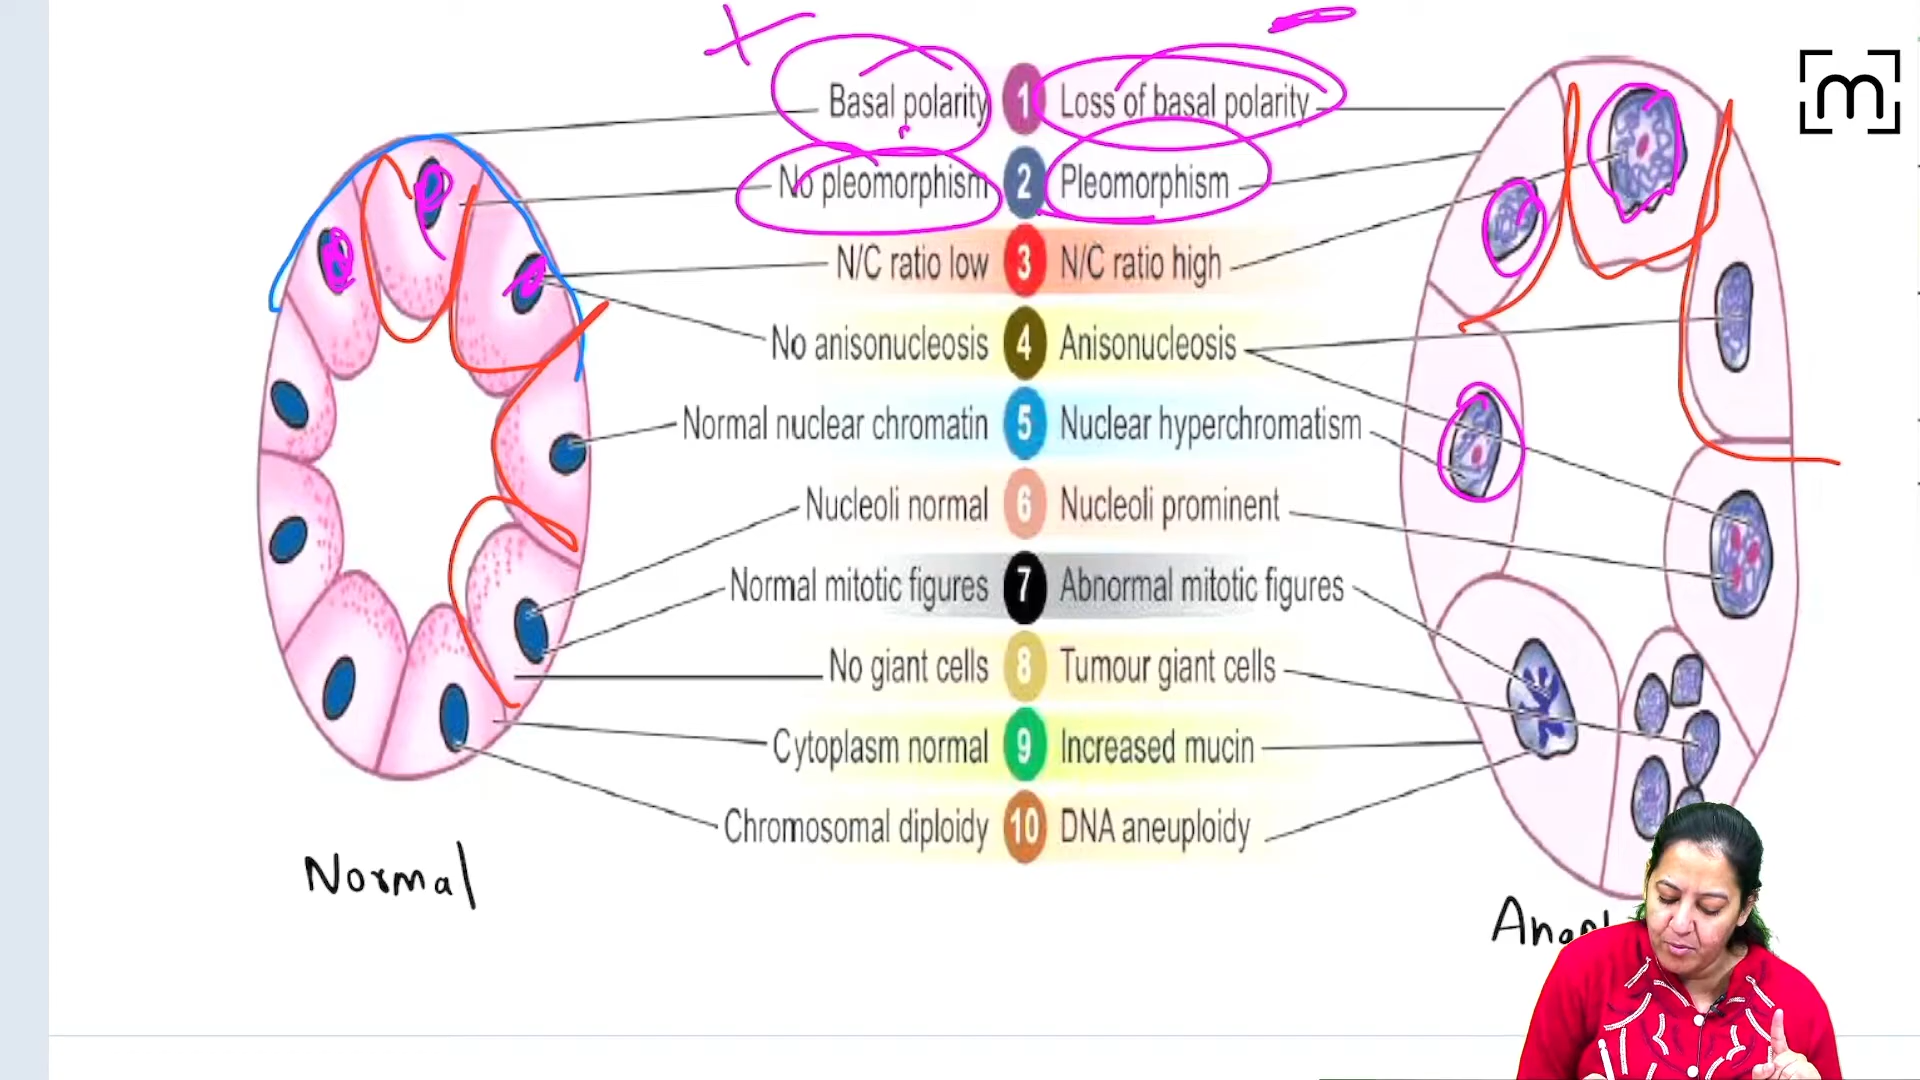 [m]
Basal polarity 1 Loss of basal polarity
No pleomorphism 2 Pleomorphism
N/C ratio low 3 N/C ratio high
No anisonucleosis 4 Anisonucleosis
Normal nuclear chromatin 5 Nuclear hyperchromatism
Nucleoli normal 6 Nucleoli prominent
Normal mitotic figures 7 Abnormal mitotic figures
No giant cells 8 Tumour giant cells
Cytoplasm normal 9 Increased mucin
Chromosomal diploidy 10 DNA aneuploidy
Normal